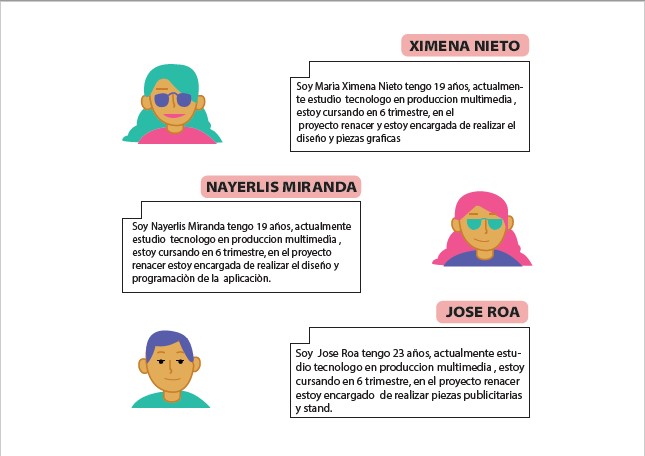 XIMENA NIETO
Soy Maria Ximena Nieto tengo 19 años, actualmen-
te estudio tecnologo en produccion multimedia ,
estoy cursando en 6 trimestre, en el
proyecto renacer y estoy encargada de realizar el
diseño y piezas graficas
NAYERLIS MIRANDA
Soy Nayerlis Miranda tengo 19 años, actualmente
estudio tecnologo en produccion multimedia ,
estoy cursando en 6 trimestre, en el proyecto
renacer estoy encargada de realizar el diseño y
programaciòn de la aplicaciòn.
JOSE ROA
Soy Jose Roa tengo 23 años, actualmente estu-
dio tecnologo en produccion multimedia , estoy
cursando en 6 trimestre, en el proyecto renacer
estoy encargado de realizar piezas publicitarias
y stand.